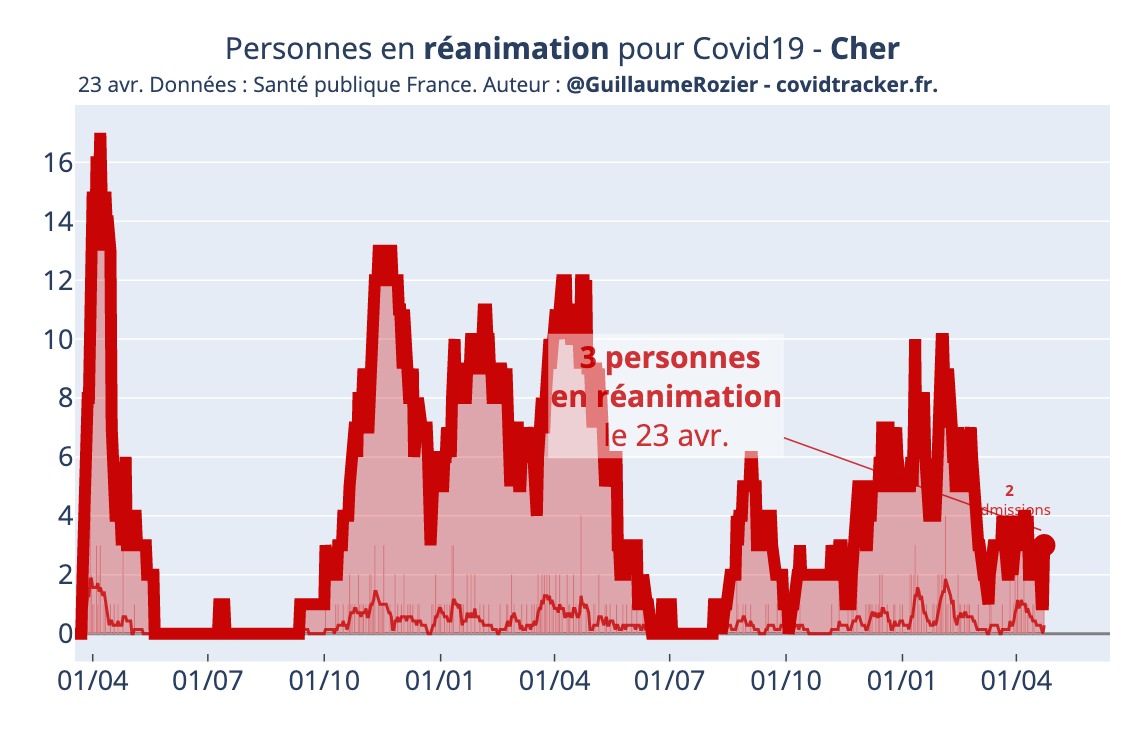 Personnes en réanimation pour Covid19 - Cher
23 avr. Données : Santé publique France. Auteur : @GuillaumeRozier - covidtracker.fr.
16
14
12
10
8
6
4
2
0
3 personnes
en réanimation
le 23 avr.
2
admissions
01/04 01/07 01/10 01/01 01/04 01/07 01/10 01/01 01/04